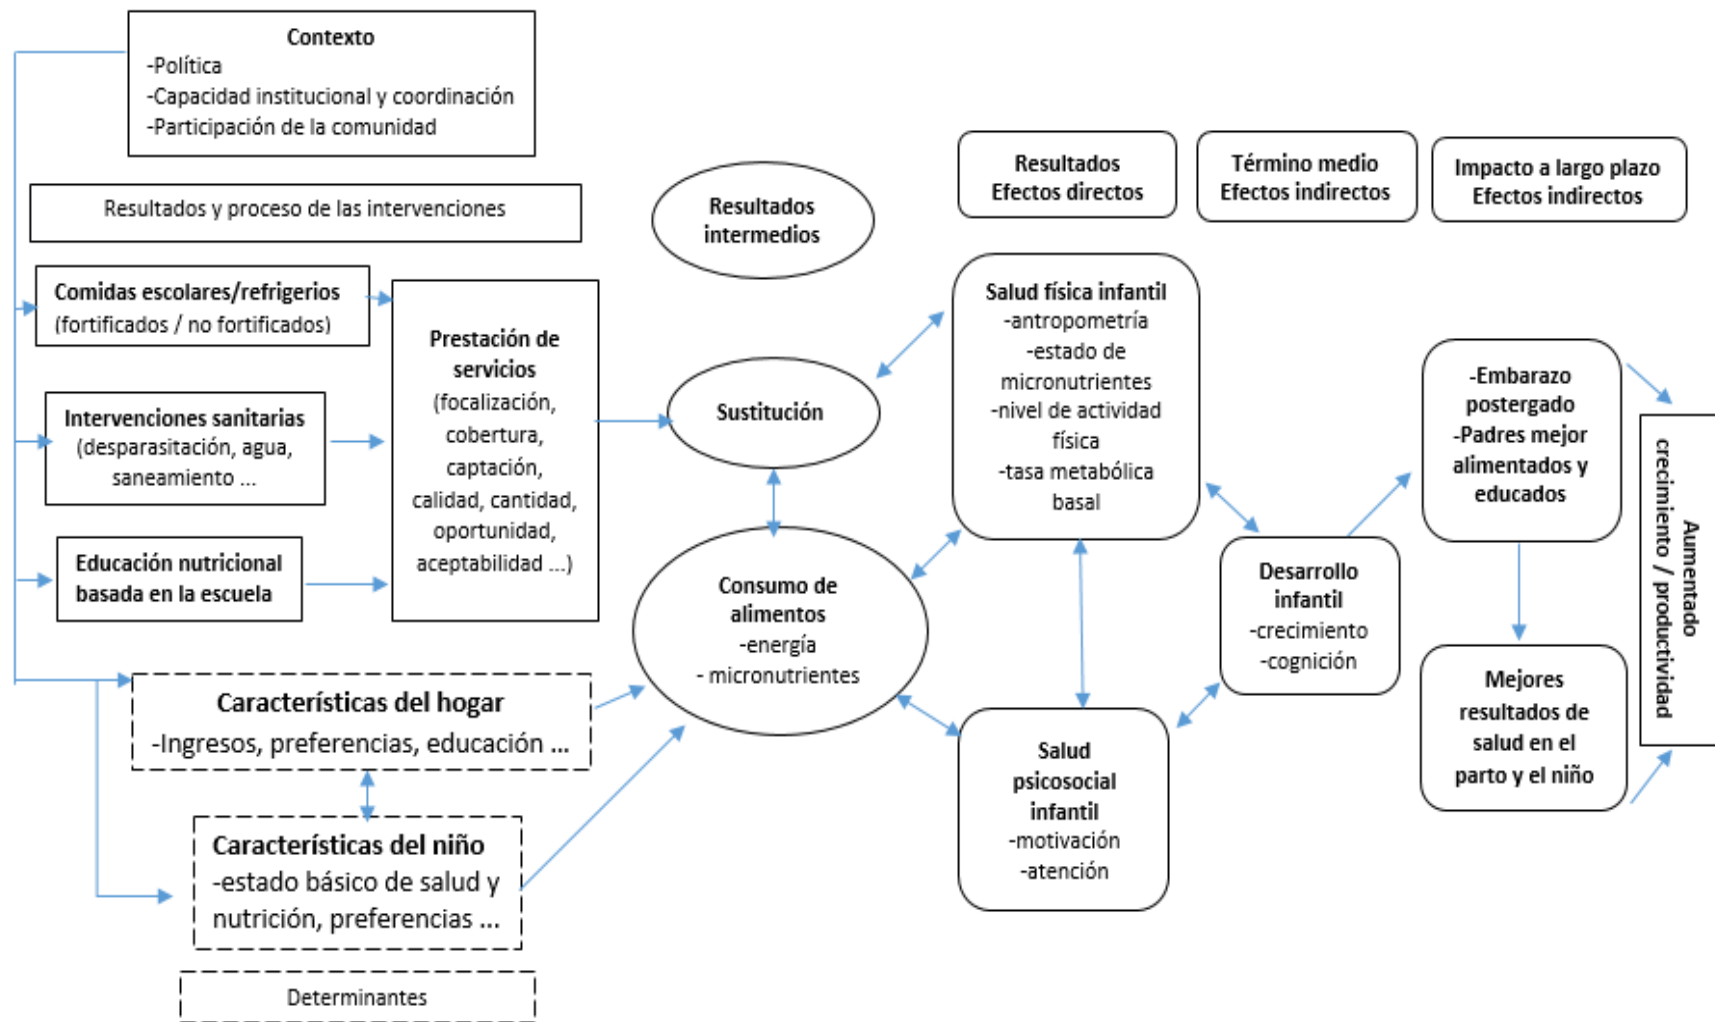 Contexto
-Política
-Capacidad institucional y coordinación
-Participación de la comunidad
Resultados y proceso de las intervenciones
Comidas escolares/refrigerios
(fortificados / no fortificados)
Intervenciones sanitarias
(desparasitación, agua,
saneamiento ...
Educación nutricional
basada en la escuela
Prestación de
servicios
(focalización,
cobertura,
captación,
calidad, cantidad,
oportunidad,
aceptabilidad ...)
Características del hogar
-Ingresos, preferencias, educación ...
Características del niño
-estado básico de salud y
nutrición, preferencias ...
Determinantes
Resultados
intermedios
Sustitución
Consumo de
alimentos
-energía
- micronutrientes
Resultados
Efectos directos
Salud física infantil
-antropometría
-estado de
micronutrientes
-nivel de actividad
física
-tasa metabólica
basal
Salud
psicosocial
infantil
-motivación
-atención
Término medio
Efectos indirectos
Desarrollo
infantil
-crecimiento
-cognición
Impacto a largo plazo
Efectos indirectos
-Embarazo
postergado
-Padres mejor
alimentados y
educados
Mejores
resultados de
salud en el
parto y el niño
Aumentado
crecimiento / productividad